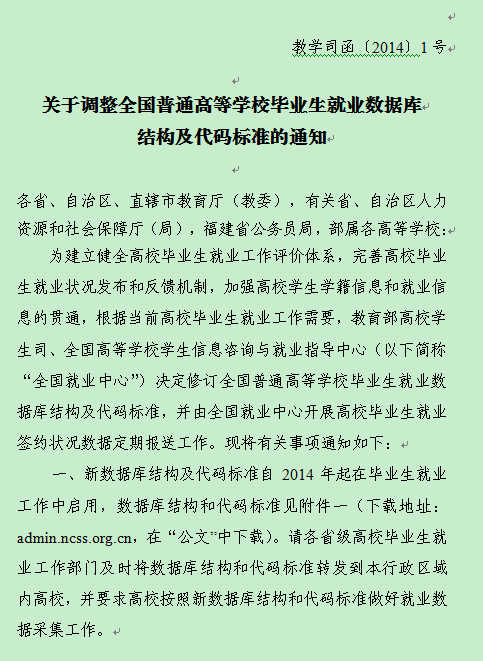 教学司函〔2014〕1号
关于调整全国普通高等学校毕业生就业数据库
结构及代码标准的通知
各省、自治区、直辖市教育厅（教委），有关省、自治区人力
资源和社会保障厅（局），福建省公务员局，部属各高等学校：
为建立健全高校毕业生就业工作评价体系，完善高校毕业
生就业状况发布和反馈机制，加强高校学生学籍信息和就业信
息的贯通，根据当前高校毕业生就业工作需要，教育部高校学
生司、全国高等学校学生信息咨询与就业指导中心（以下简称
“全国就业中心”）决定修订全国普通高等学校毕业生就业数
据库结构及代码标准，并由全国就业中心开展高校毕业生就业
签约状况数据定期报送工作。现将有关事项通知如下：
一、新数据库结构及代码标准自 2014 年起在毕业生就业
工作中启用，数据库结构和代码标准见附件一（下载地址：
admin.ncss.org.cn，在“公文”中下载）。请各省级高校毕业生就
业工作部门及时将数据库结构和代码标准转发到本行政区域
内高校，并要求高校按照新数据库结构和代码标准做好就业数
据采集工作。